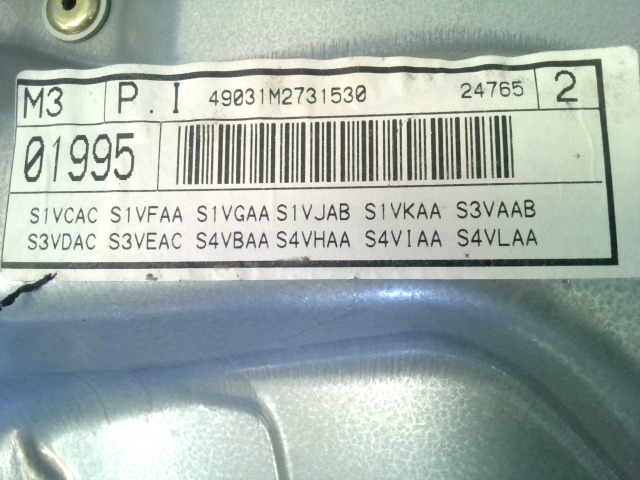 M3 P.I 49031M2731530 24765 2
01995
S1VCAC S1VFAA S1VGAA S1VJAB S1VKAA S3VAAB
S3VDAC S3VEAC S4VBAA S4VHAA S4VIAA S4VLAA